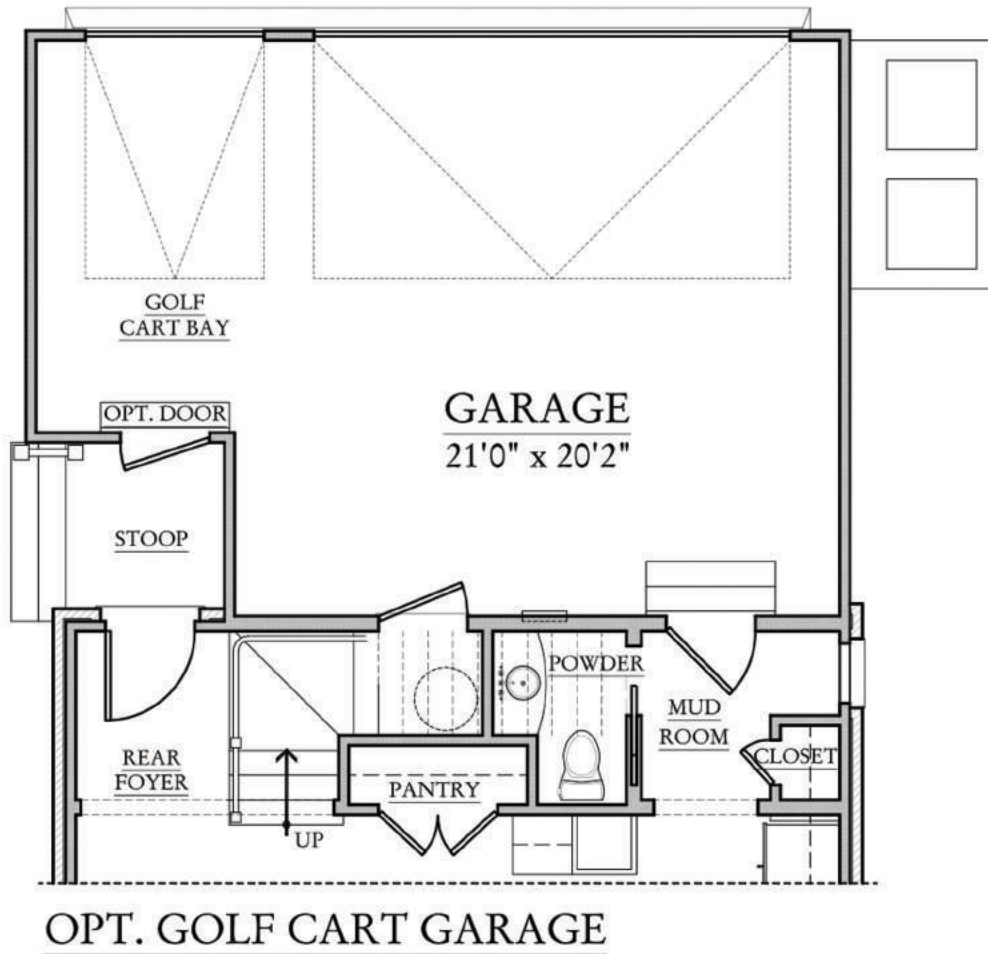 GOLF
CART BAY
OPT. DOOR
GARAGE
21'0" x 20'2"
STOOP
POWDER
MUD
ROOM
REAR
FOYER
CLOSET
PANTRY
UP
OPT. GOLF CART GARAGE